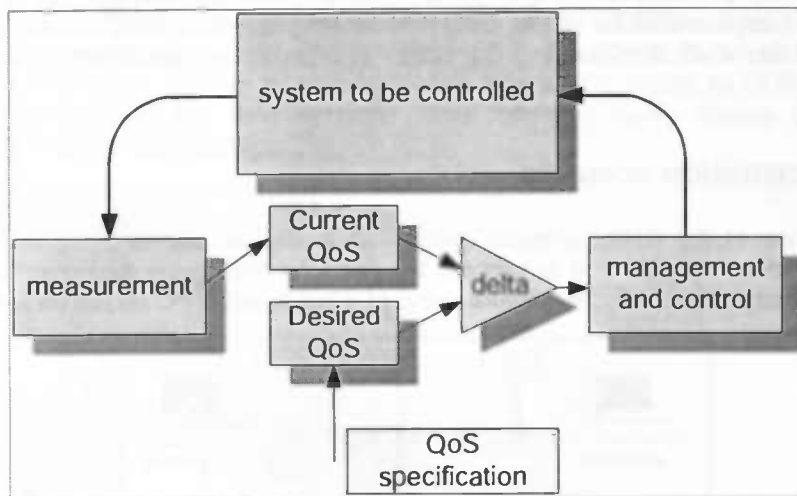 system to be controlled
Current
QoS
measurement
delta
management
and control
Desired
QoS
QoS
specification